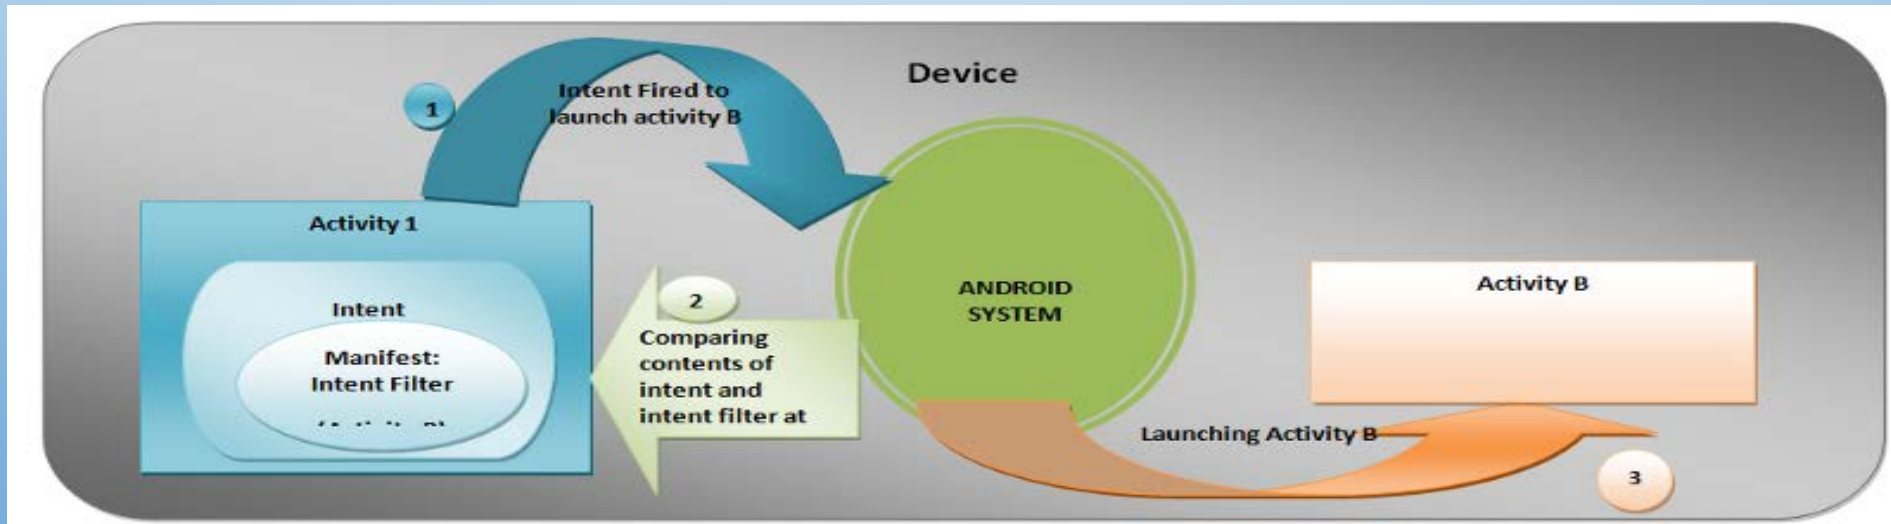 Device
1
Intent Fired to
launch activity B
Activity 1
Intent
Manifest:
Intent Filter
2
Comparing
contents of
intent and
intent filter at
ANDROID
SYSTEM
Activity B
Launching Activity B
3